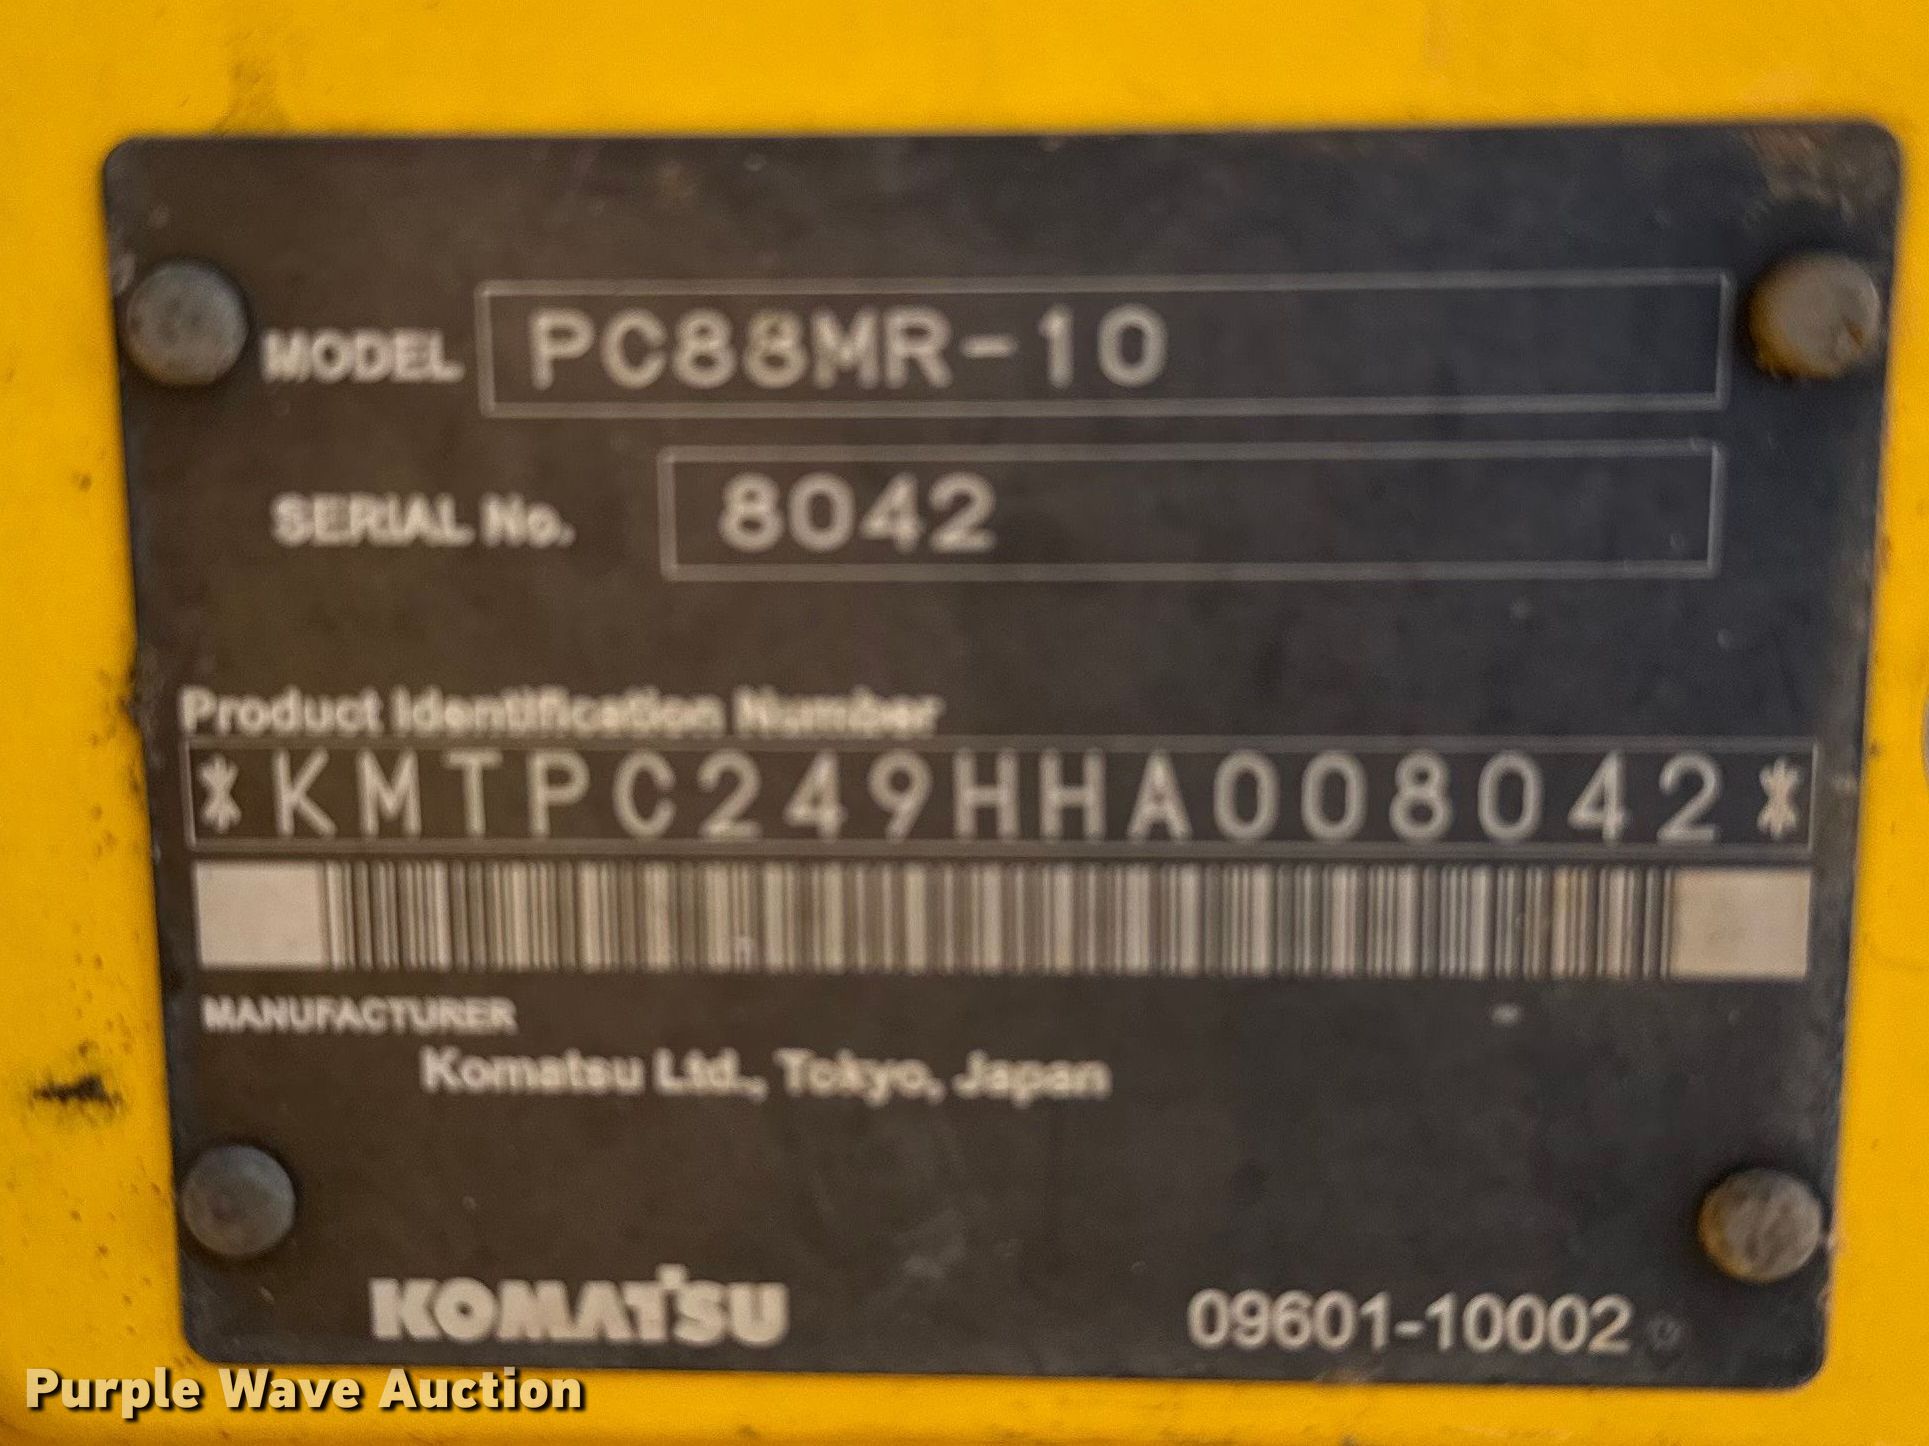 MODEL PC88MR-10
SERIAL No. 8042
Product Identification Number
*KMTPC249HHA008042*
MANUFACTURER
Komatsu Ltd., Tokyo, Japan
KOMATSU 09601-10002
Purple Wave Auction